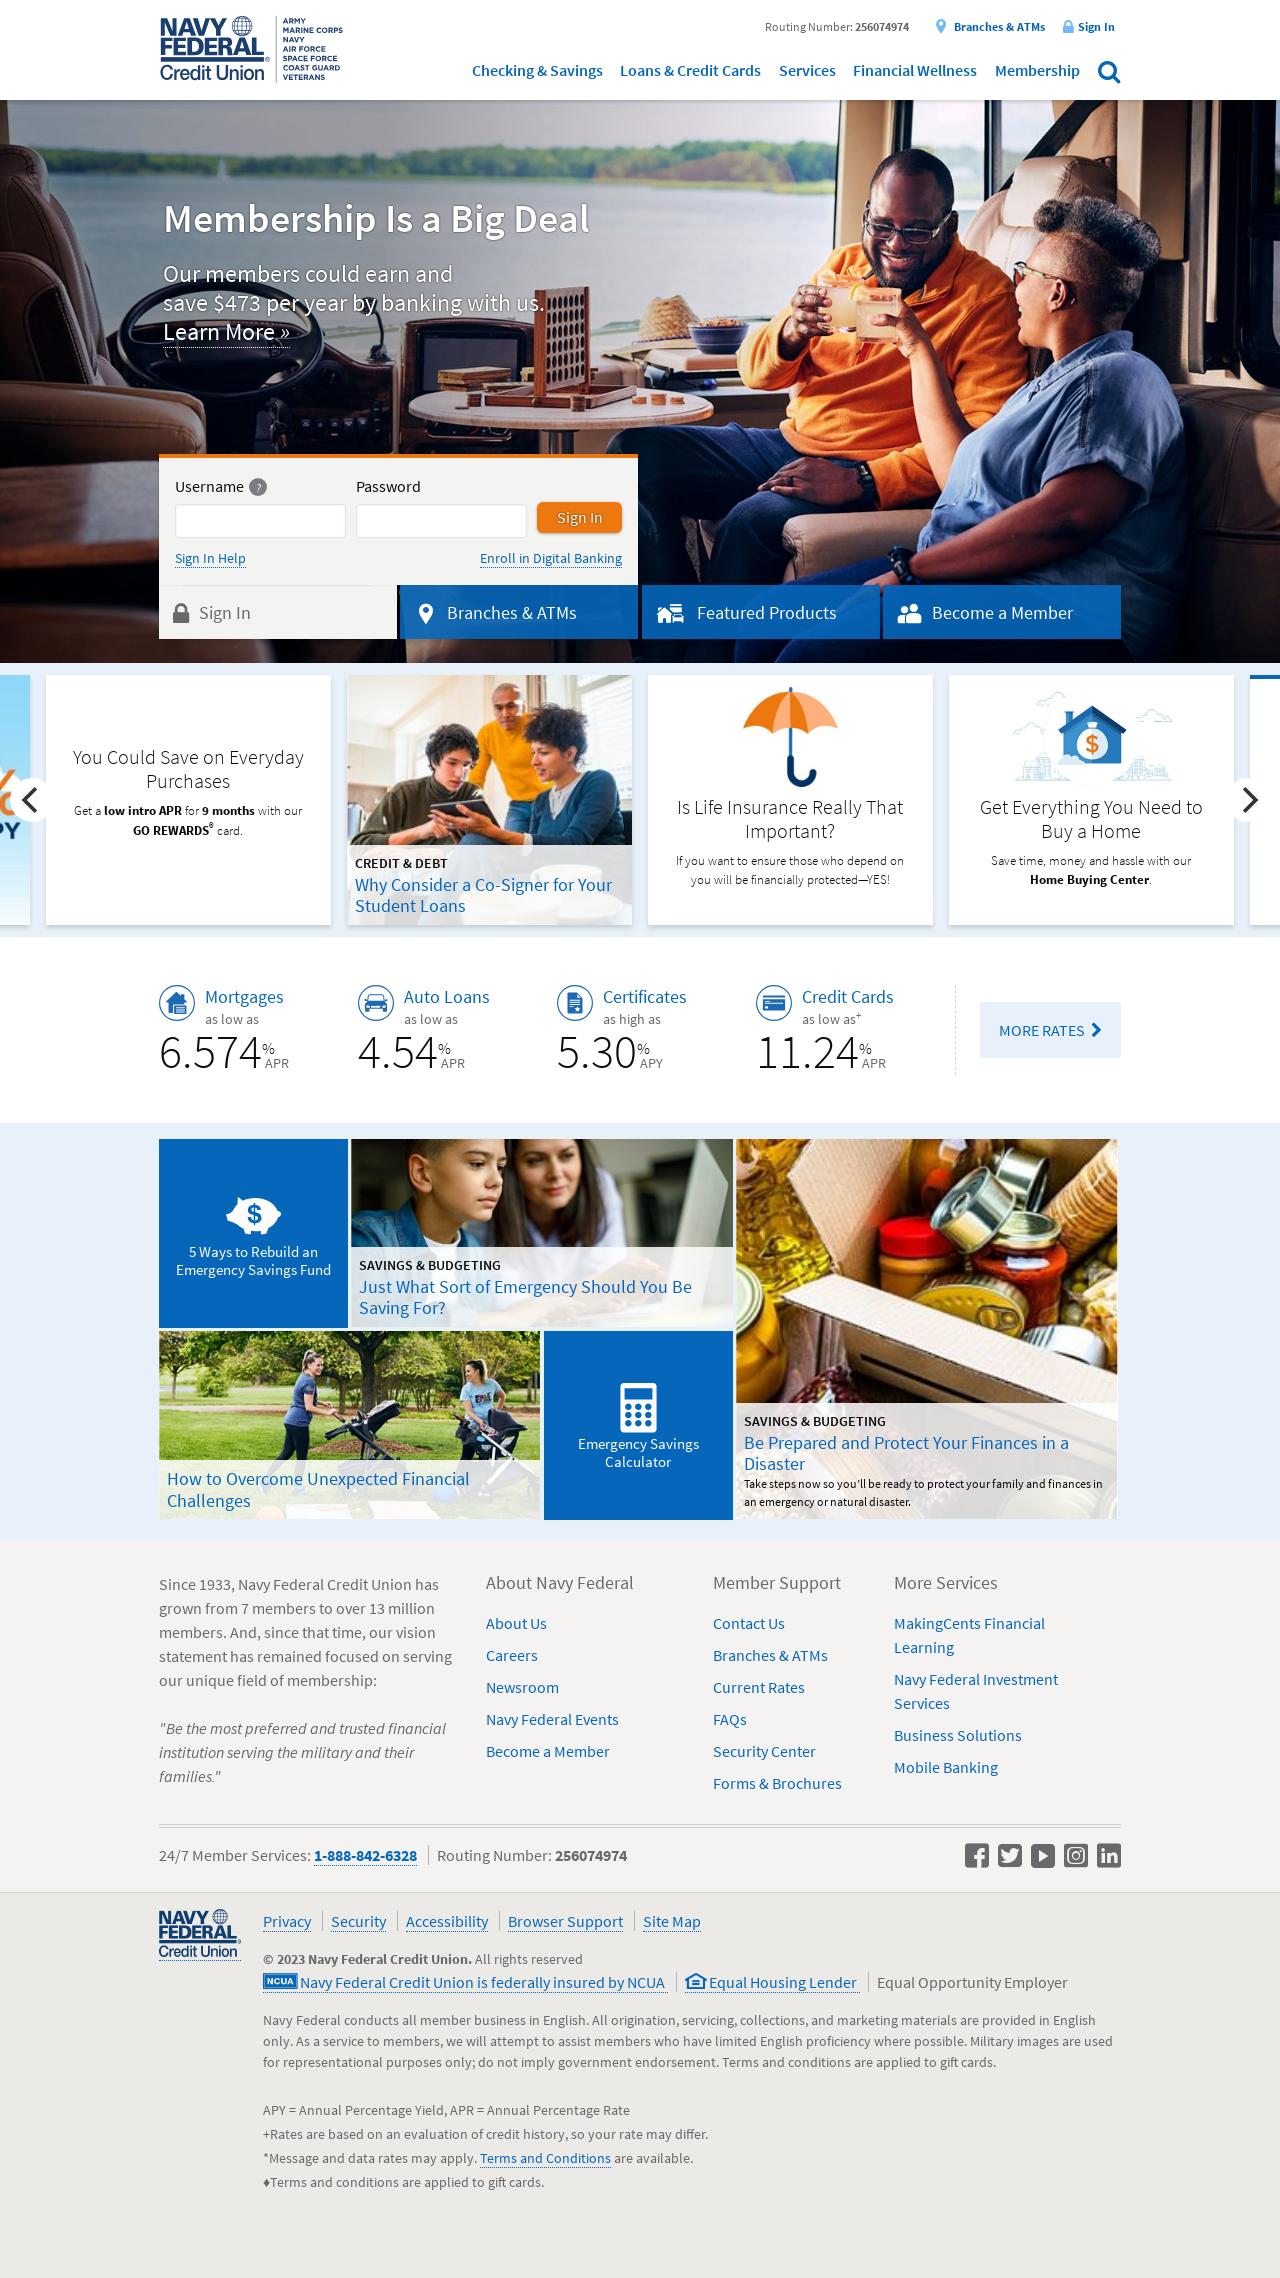 NAVY
FEDERAL
Credit Union
ARMY
MARINE CORPS
NAVY
AIR FORCE
SPACE FORCE
COAST GUARD
VETERANS
Routing Number: 256074974
Branches & ATMs
Sign In
Checking & Savings
Loans & Credit Cards
Services
Financial Wellness
Membership
Membership Is a Big Deal
Our members could earn and
save $473 per year by banking with us.
Learn More »
Username ?
Password
Sign In
Sign In Help
Enroll in Digital Banking
Sign In
Branches & ATMs
Featured Products
Become a Member
%
PY
You Could Save on Everyday
Purchases
Get a low intro APR for 9 months with our
GO REWARDS® card.
CREDIT & DEBT
Why Consider a Co-Signer for Your
Student Loans
Is Life Insurance Really That
Important?
If you want to ensure those who depend on
you will be financially protected—YES!
$
Get Everything You Need to
Buy a Home
Save time, money and hassle with our
Home Buying Center.
Mortgages
as low as
6.574% APR
Auto Loans
as low as
4.54% APR
Certificates
as high as
5.30% APY
Credit Cards
as low as+
11.24% APR
MORE RATES
$
5 Ways to Rebuild an
Emergency Savings Fund
SAVINGS & BUDGETING
Just What Sort of Emergency Should You Be
Saving For?
How to Overcome Unexpected Financial
Challenges
Emergency Savings
Calculator
SAVINGS & BUDGETING
Be Prepared and Protect Your Finances in a
Disaster
Take steps now so you'll be ready to protect your family and finances in
an emergency or natural disaster.
Since 1933, Navy Federal Credit Union has
grown from 7 members to over 13 million
members. And, since that time, our vision
statement has remained focused on serving
our unique field of membership:
"Be the most preferred and trusted financial
institution serving the military and their
families."
About Navy Federal
About Us
Careers
Newsroom
Navy Federal Events
Become a Member
Member Support
Contact Us
Branches & ATMs
Current Rates
FAQs
Security Center
Forms & Brochures
More Services
MakingCents Financial
Learning
Navy Federal Investment
Services
Business Solutions
Mobile Banking
24/7 Member Services: 1-888-842-6328
Routing Number: 256074974
NAVY
FEDERAL
Credit Union
Privacy
Security
Accessibility
Browser Support
Site Map
© 2023 Navy Federal Credit Union. All rights reserved
NCUA Navy Federal Credit Union is federally insured by NCUA
Equal Housing Lender
Equal Opportunity Employer
Navy Federal conducts all member business in English. All origination, servicing, collections, and marketing materials are provided in English
only. As a service to members, we will attempt to assist members who have limited English proficiency where possible. Military images are used
for representational purposes only; do not imply government endorsement. Terms and conditions are applied to gift cards.
APY = Annual Percentage Yield, APR = Annual Percentage Rate
+Rates are based on an evaluation of credit history, so your rate may differ.
*Message and data rates may apply. Terms and Conditions are available.
♦Terms and conditions are applied to gift cards.